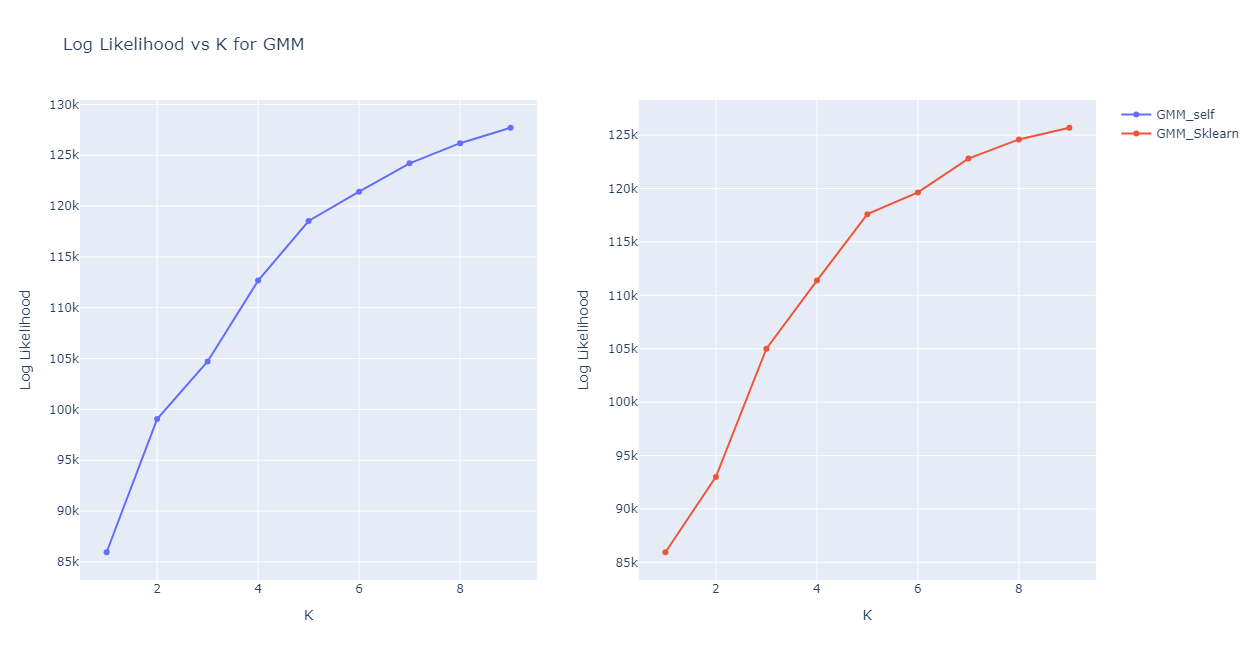 Log Likelihood vs K for GMM
130k
125k
120k
115k
110k
105k
100k
95k
90k
85k
Log Likelihood
2 4 6 8
K
125k
120k
115k
110k
105k
100k
95k
90k
85k
Log Likelihood
2 4 6 8
K
GMM_self
GMM_Sklearn